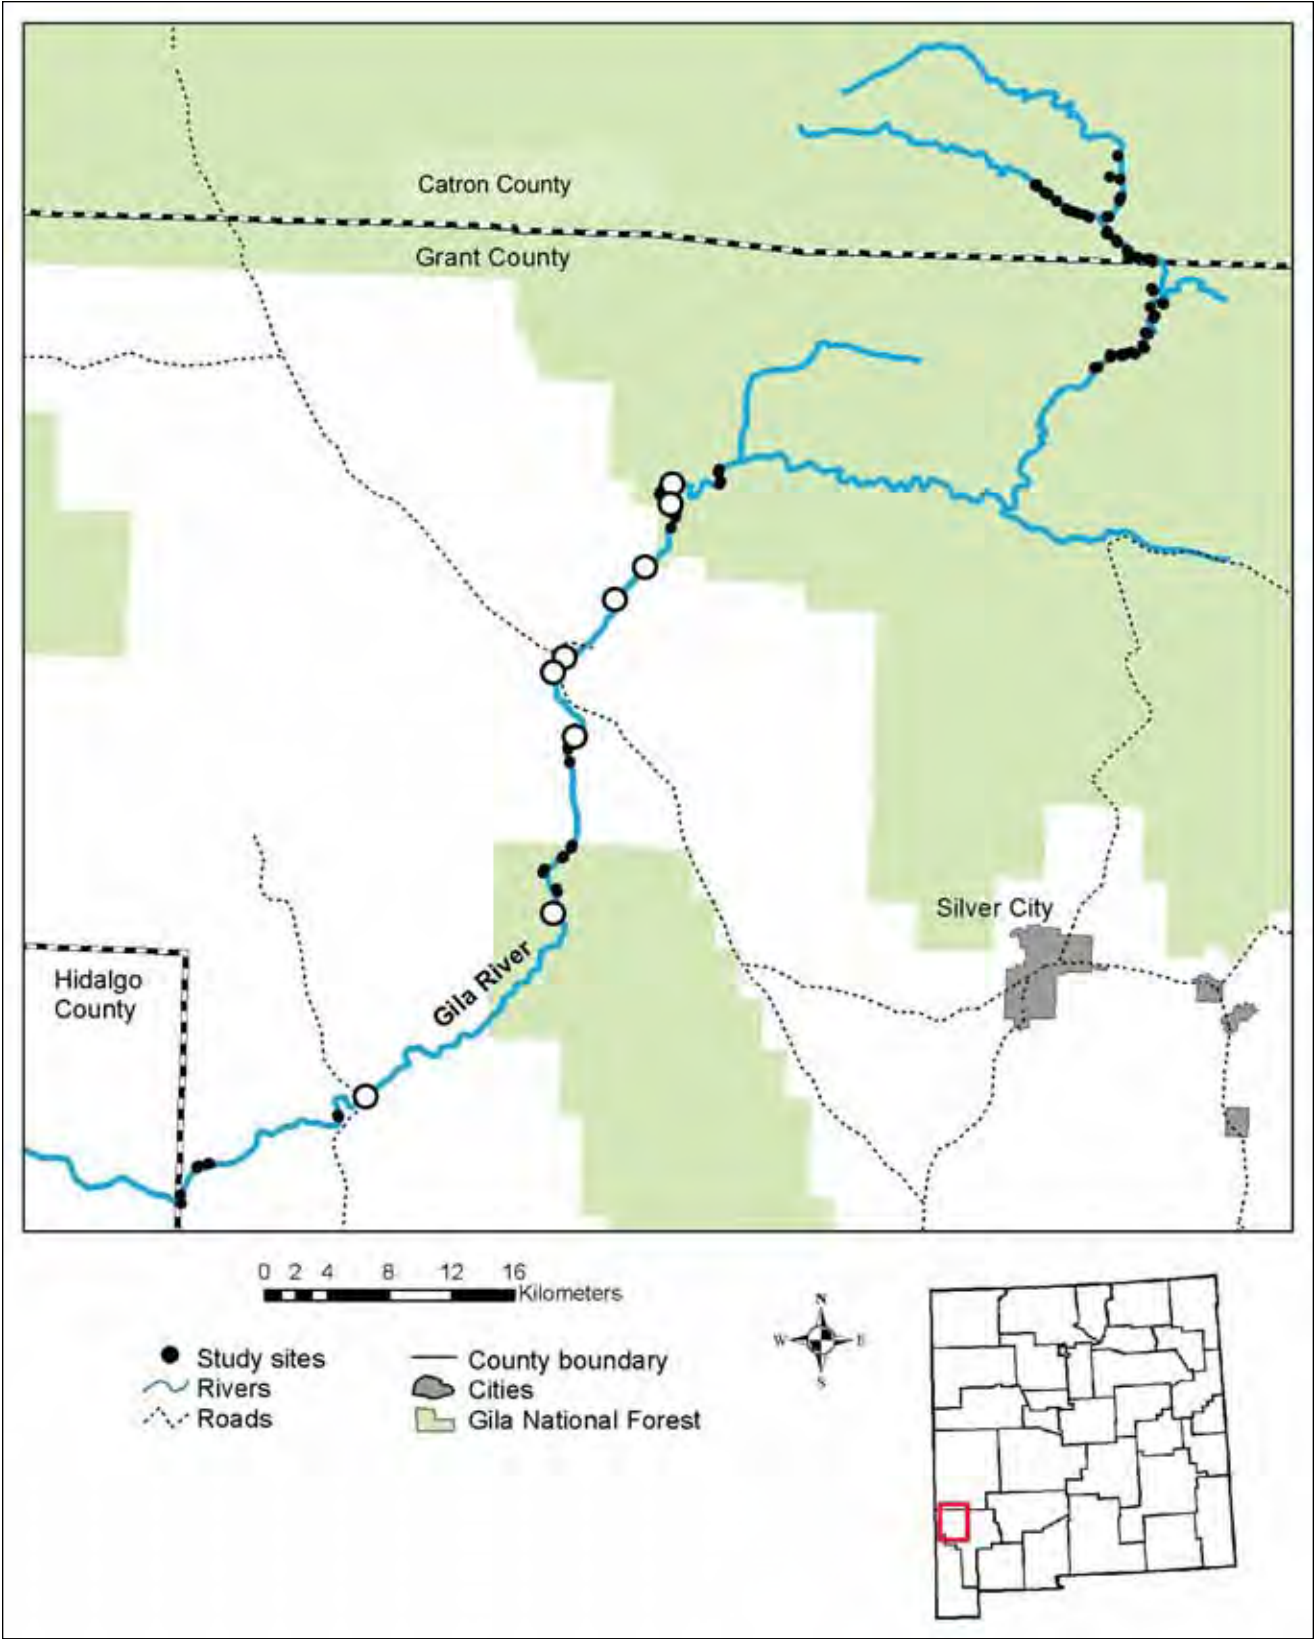 Catron County
Grant County
Silver City
Gila River
Hidalgo
County
0 2 4 8 12 16
Kilometers
N
W E
S
Study sites
Rivers
Roads
County boundary
Cities
Gila National Forest